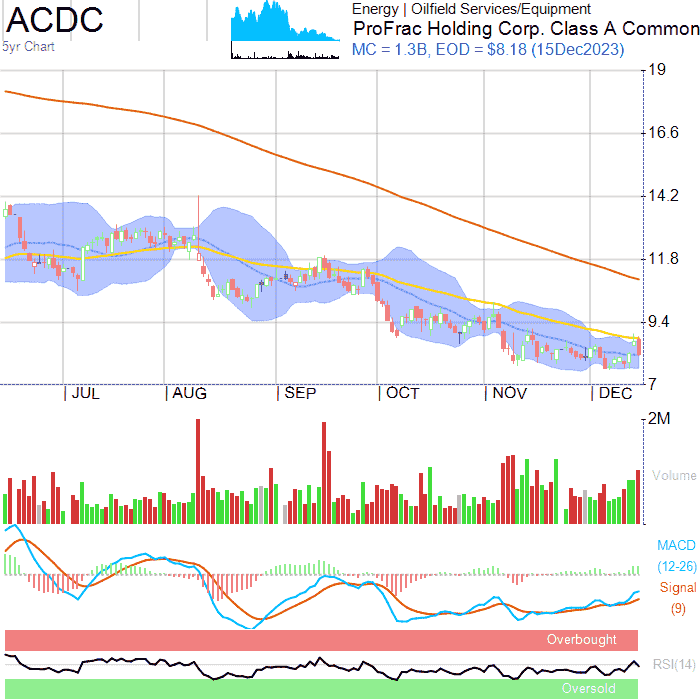 ACDC
5yr Chart
Energy | Oilfield Services/Equipment
ProFrac Holding Corp. Class A Common
MC = 1.3B, EOD = $8.18 (15Dec2023)
19
16.6
14.2
11.8
9.4
7
JUL
AUG
SEP
OCT
NOV
DEC
2M
Volume
MACD
(12-26)
Signal
(9)
Overbought
RSI(14)
Oversold